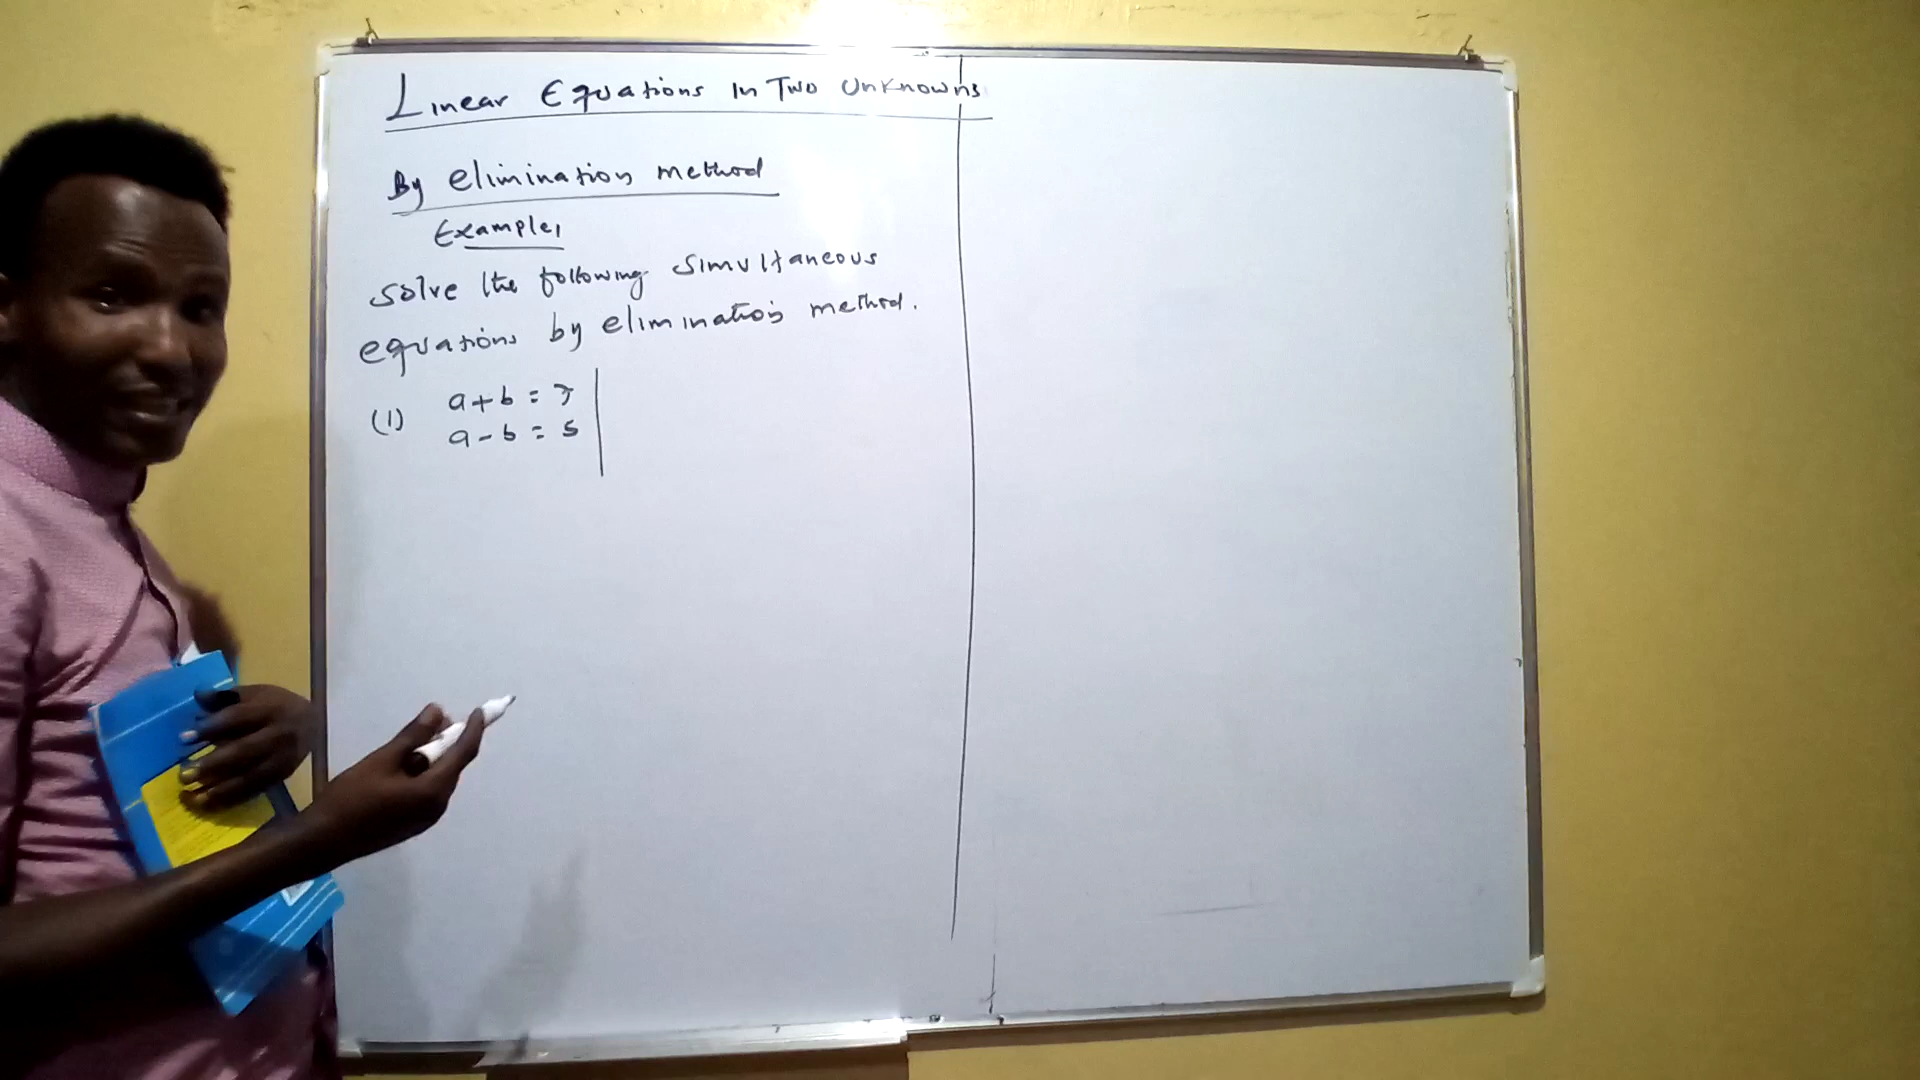 Linear Equations in Two Unknowns
By elimination method
Examples
Solve the following simultaneous
equations by elimination method.
(1) a+b = 7
a-b = 5